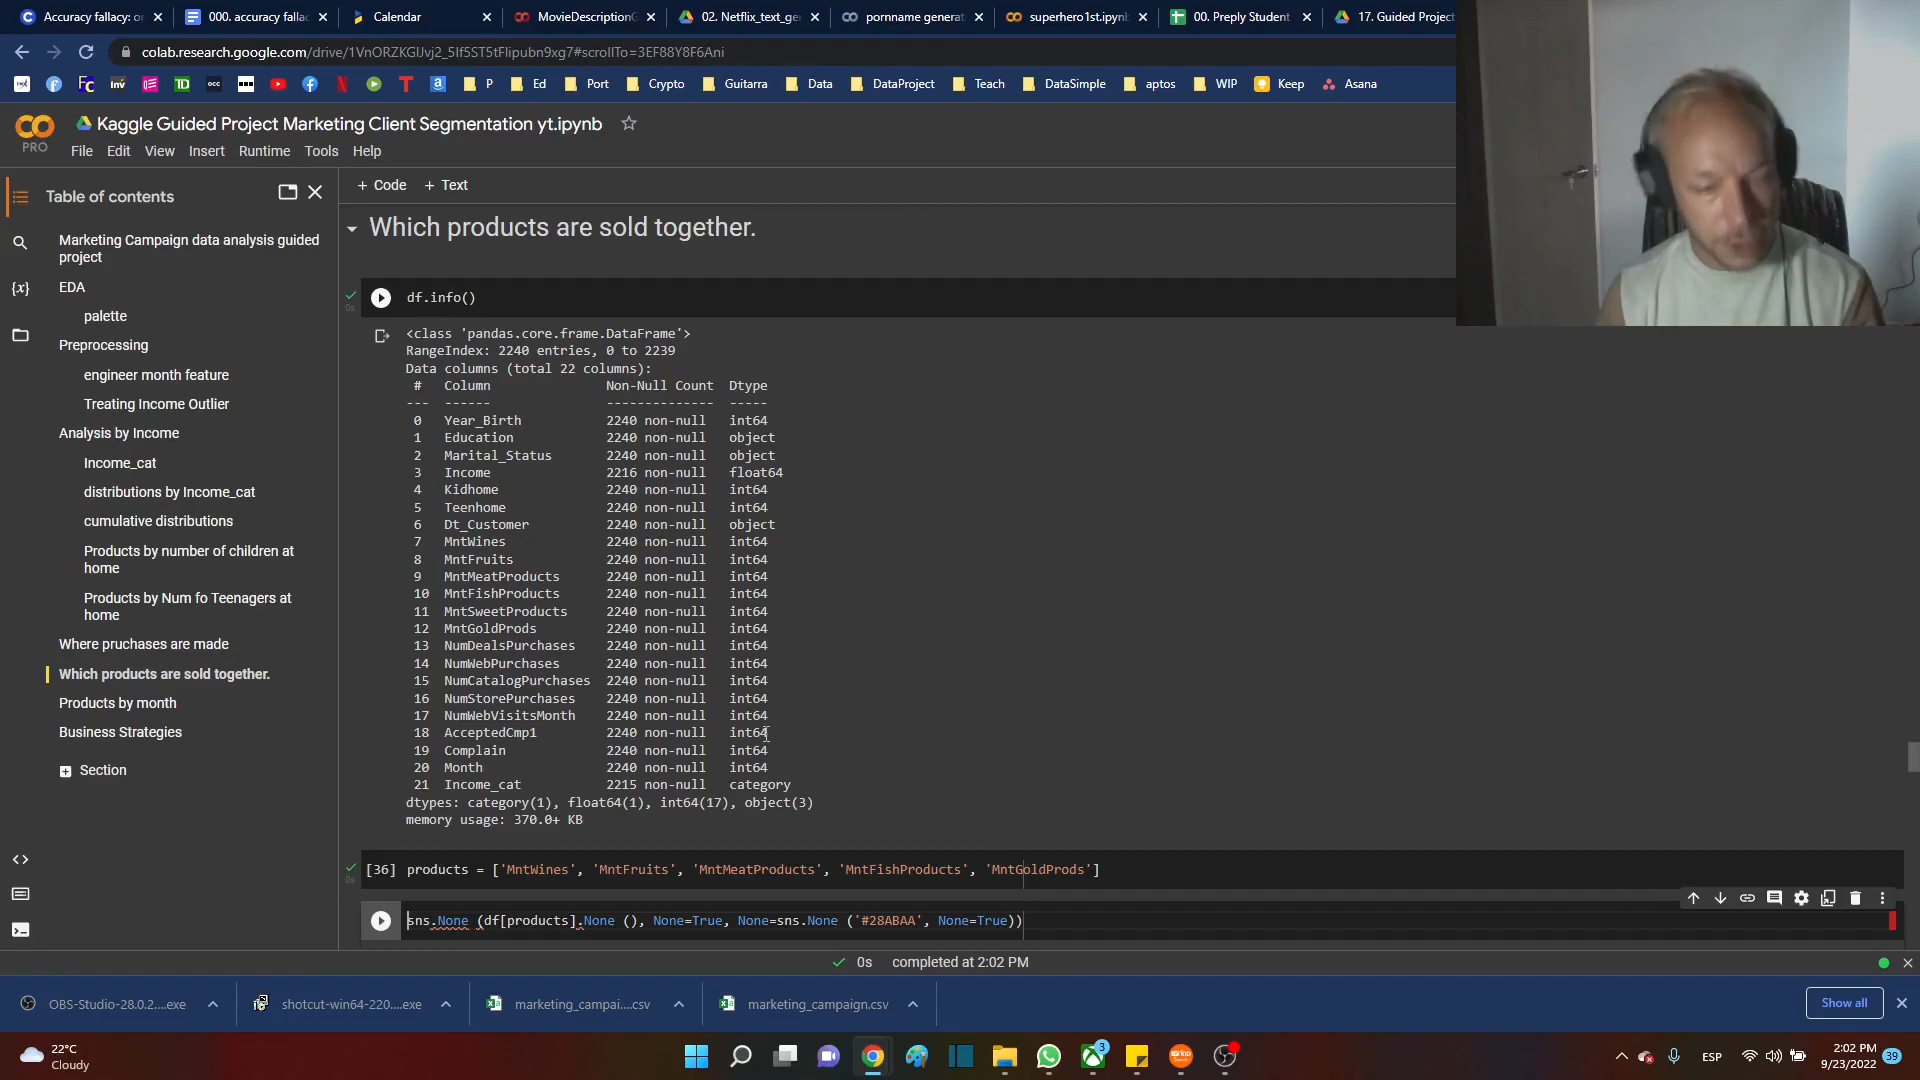 Accuracy fallacy: or
000. accuracy fallac
Calendar
MovieDescriptionG
02. Netflix_text_ge
pornname generat
superhero1st.ipynb
00. Preply Student
17. Guided Project
colab.research.google.com/drive/1VnORZKGIJvj2_5If5ST5tFlipubn9xg7#scrollTo=3EF88Y8F6Ani
P
Ed
Port
Crypto
Guitarra
Data
DataProject
Teach
DataSimple
aptos
WIP
Keep
Asana
PRO
Kaggle Guided Project Marketing Client Segmentation yt.ipynb
File Edit View Insert Runtime Tools Help
Table of contents
+ Code + Text
Marketing Campaign data analysis guided
project
EDA
palette
Preprocessing
engineer month feature
Treating Income Outlier
Analysis by Income
Income_cat
distributions by Income_cat
cumulative distributions
Products by number of children at
home
Products by Num fo Teenagers at
home
Where pruchases are made
Which products are sold together.
Products by month
Business Strategies
Section
Which products are sold together.
0s
df.info()
<class 'pandas.core.frame.DataFrame'>
RangeIndex: 2240 entries, 0 to 2239
Data columns (total 22 columns):
# Column Non-Null Count Dtype
--- ------ -------------- -----
0 Year_Birth 2240 non-null int64
1 Education 2240 non-null object
2 Marital_Status 2240 non-null object
3 Income 2216 non-null float64
4 Kidhome 2240 non-null int64
5 Teenhome 2240 non-null int64
6 Dt_Customer 2240 non-null object
7 MntWines 2240 non-null int64
8 MntFruits 2240 non-null int64
9 MntMeatProducts 2240 non-null int64
10 MntFishProducts 2240 non-null int64
11 MntSweetProducts 2240 non-null int64
12 MntGoldProds 2240 non-null int64
13 NumDealsPurchases 2240 non-null int64
14 NumWebPurchases 2240 non-null int64
15 NumCatalogPurchases 2240 non-null int64
16 NumStorePurchases 2240 non-null int64
17 NumWebVisitsMonth 2240 non-null int64
18 AcceptedCmp1 2240 non-null int64
19 Complain 2240 non-null int64
20 Month 2240 non-null int64
21 Income_cat 2215 non-null category
dtypes: category(1), float64(1), int64(17), object(3)
memory usage: 370.0+ KB
0s
[36] products = ['MntWines', 'MntFruits', 'MntMeatProducts', 'MntFishProducts', 'MntGoldProds']
sns.None (df[products].None (), None=True, None=sns.None ('#28ABAA', None=True))
0s completed at 2:02 PM
OBS-Studio-28.0.2....exe
shotcut-win64-220....exe
marketing_campai....csv
marketing_campaign.csv
Show all
22°C
Cloudy
3
ESP
2:02 PM
9/23/2022
39